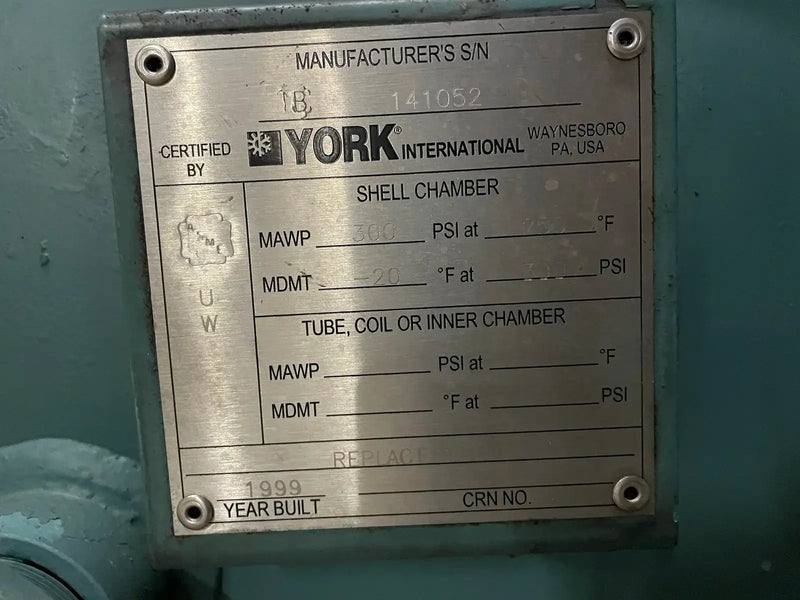 MANUFACTURER'S S/N
141052
CERTIFIED BY
YORK® INTERNATIONAL
WAYNESBORO
PA, USA
SHELL CHAMBER
MAWP 300 PSI at °F
MDMT -20 °F at 300 PSI
U
W
TUBE, COIL OR INNER CHAMBER
MAWP PSI at °F
MDMT °F at PSI
1999
YEAR BUILT
CRN NO.